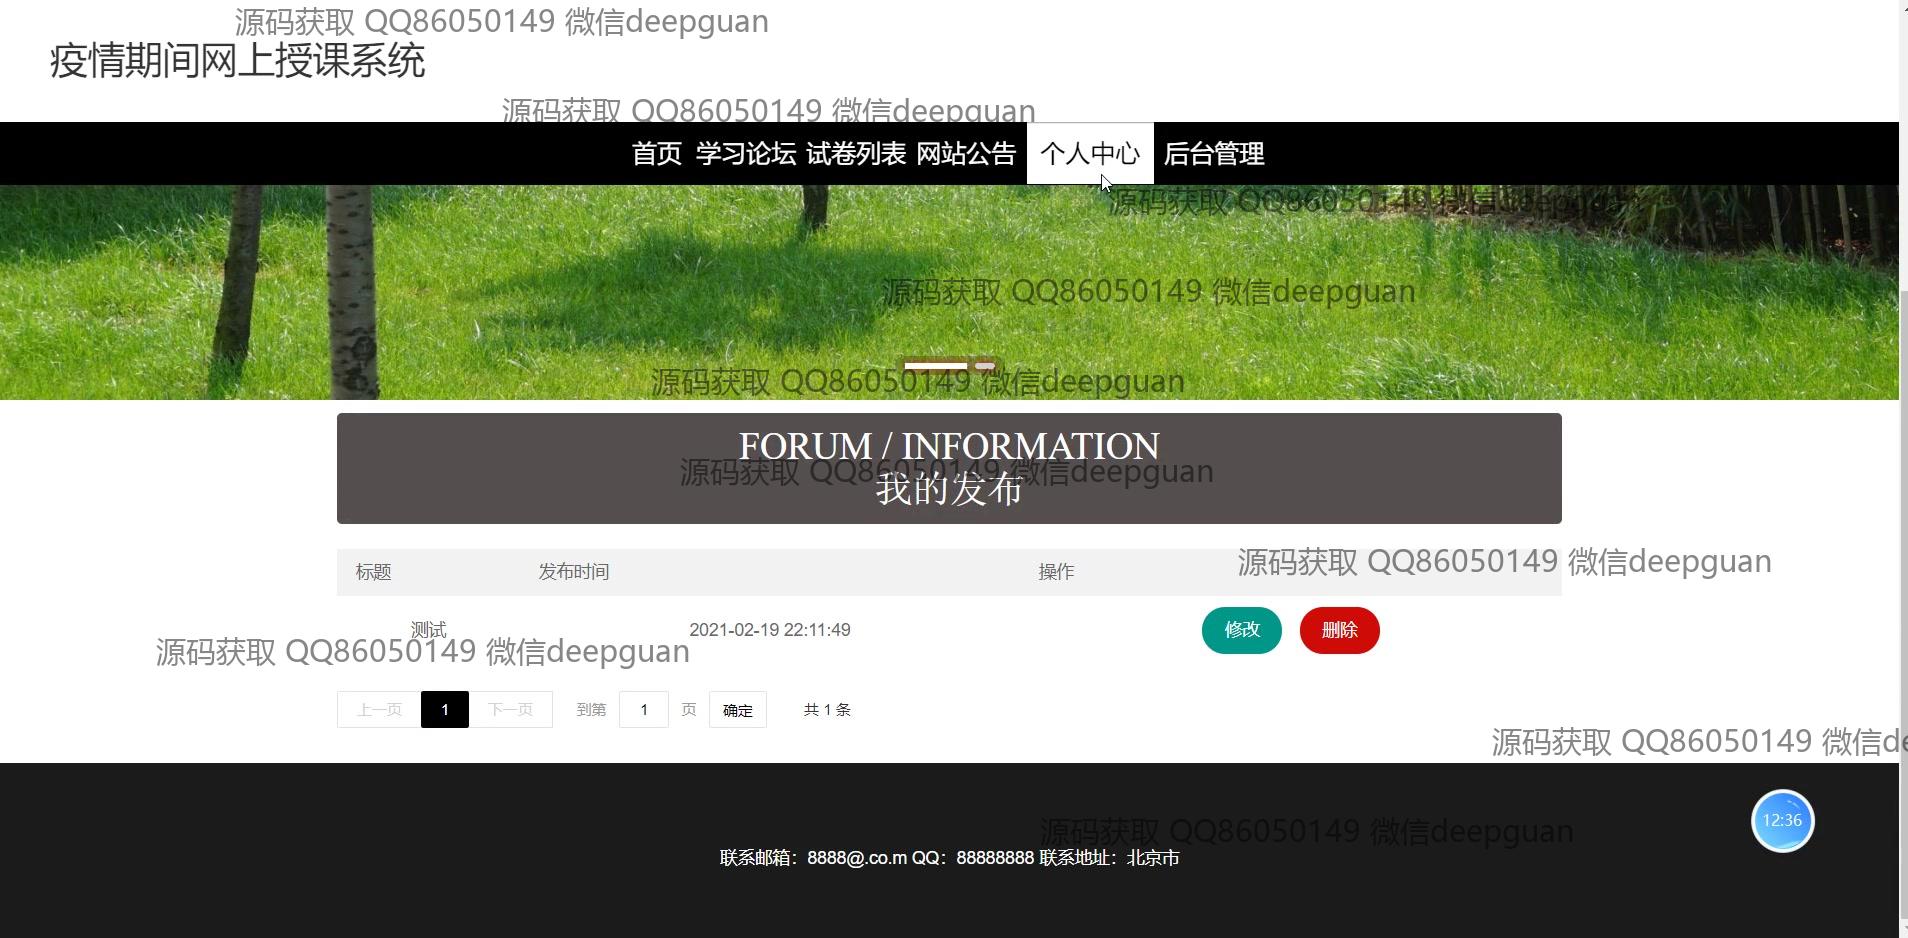 源码获取 QQ86050149 微信deepguan
疫情期间网上授课系统
源码获取 QQ86050149 微信deepguan
首页 学习论坛 试卷列表 网站公告 个人中心 后台管理
源码获取 QQ86050149 微信deepgu
源码获取 QQ86050149 微信deepguan
源码获取 QQ86050149 微信deepguan
FORUM / INFORMATION
源码获取 QQ86050149 微信deepguan
我的发布
源码获取 QQ86050149 微信deepguan
标题 发布时间 操作
测试 2021-02-19 22:11:49 修改 删除
源码获取 QQ86050149 微信deepguan
上一页 1 下一页 到第 1 页 确定 共 1 条
源码获取 QQ86050149 微信de
12:36
源码获取 QQ86050149 微信deepguan
联系邮箱：8888@.co.m QQ：88888888 联系地址：北京市